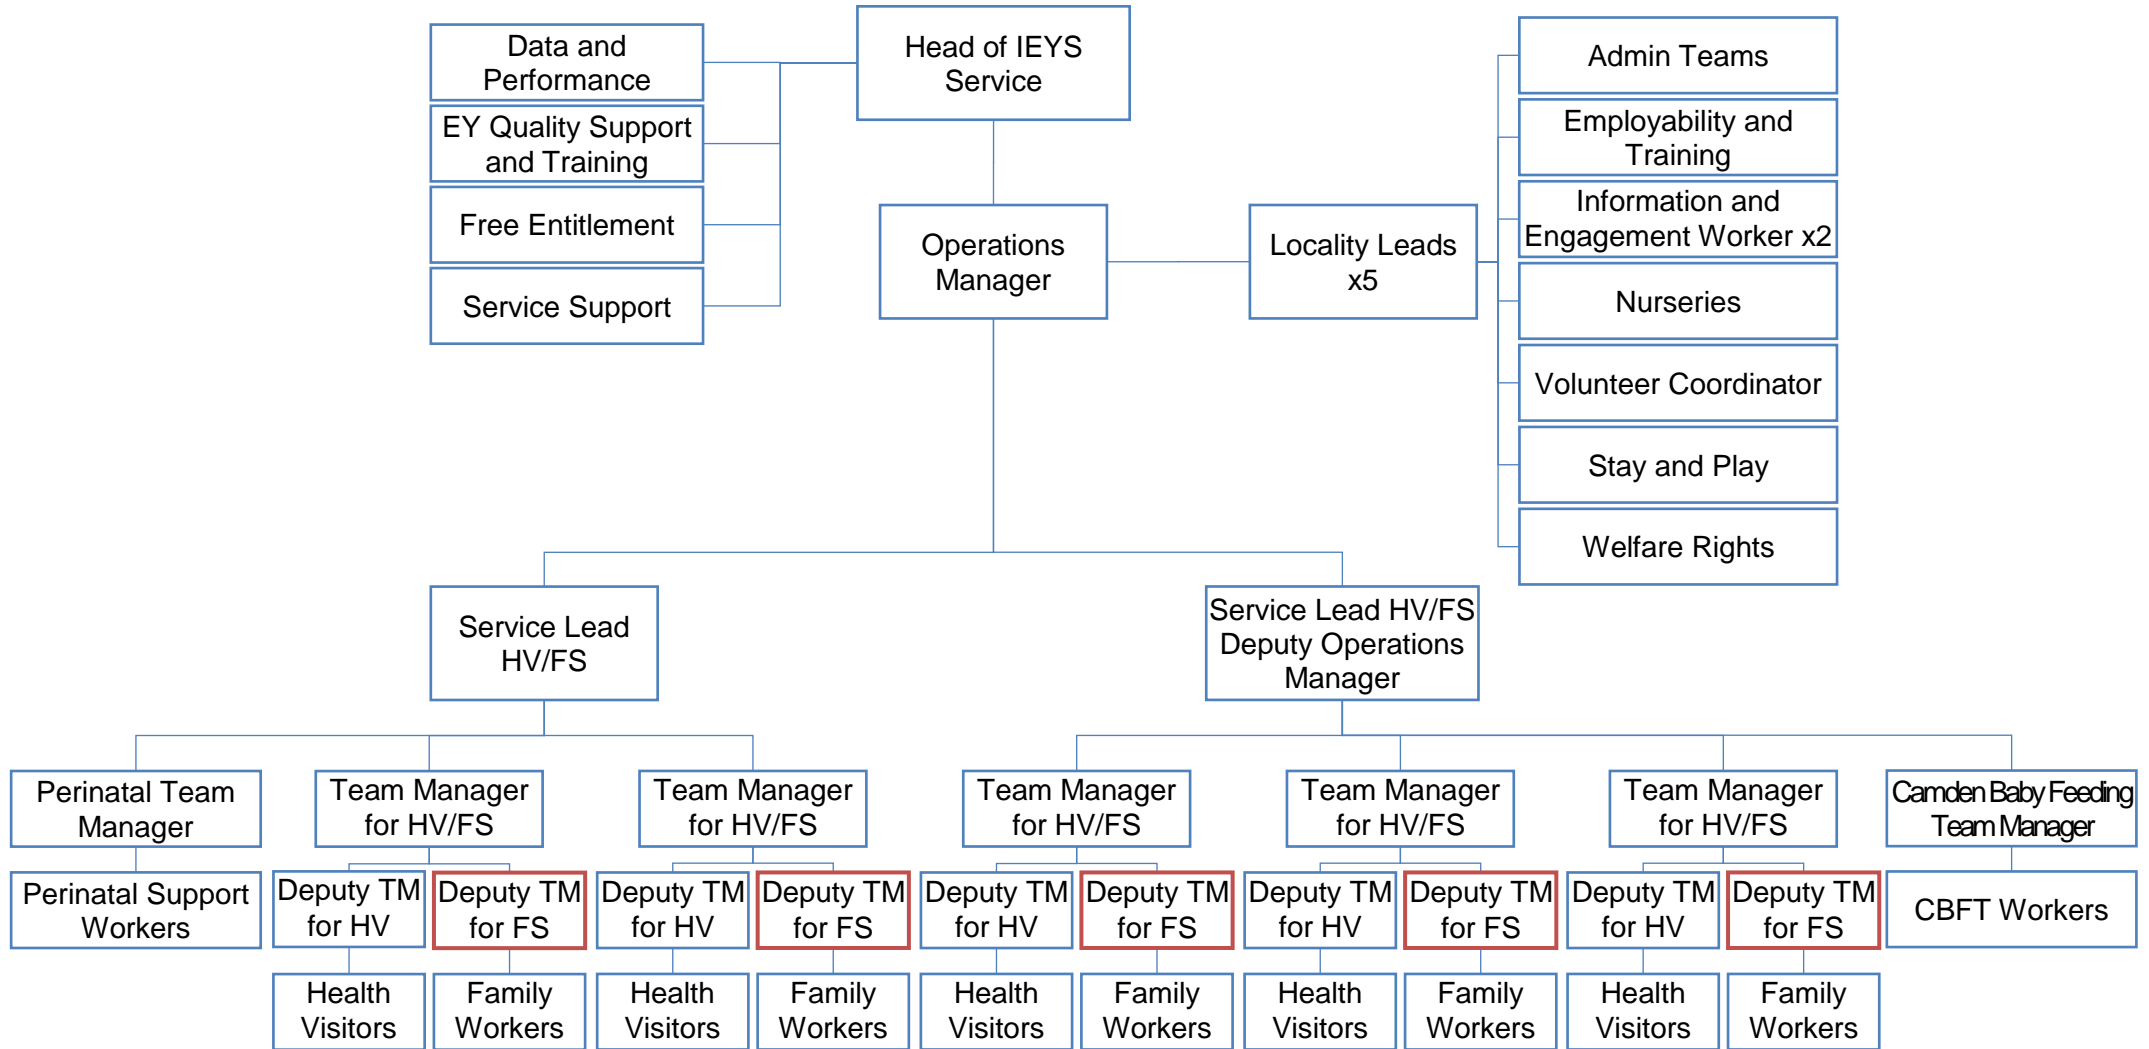 Head of IEYS
Service
Data and
Performance
EY Quality Support
and Training
Free Entitlement
Service Support
Operations
Manager
Locality Leads
x5
Admin Teams
Employability and
Training
Information and
Engagement Worker x2
Nurseries
Volunteer Coordinator
Stay and Play
Welfare Rights
Service Lead
HV/FS
Service Lead HV/FS
Deputy Operations
Manager
Perinatal Team
Manager
Team Manager
for HV/FS
Team Manager
for HV/FS
Team Manager
for HV/FS
Team Manager
for HV/FS
Team Manager
for HV/FS
Camden Baby Feeding
Team Manager
Perinatal Support
Workers
Deputy TM
for HV
Deputy TM
for FS
Deputy TM
for HV
Deputy TM
for FS
Deputy TM
for HV
Deputy TM
for FS
Deputy TM
for HV
Deputy TM
for FS
Deputy TM
for HV
Deputy TM
for FS
CBFT Workers
Health
Visitors
Family
Workers
Health
Visitors
Family
Workers
Health
Visitors
Family
Workers
Health
Visitors
Family
Workers
Health
Visitors
Family
Workers